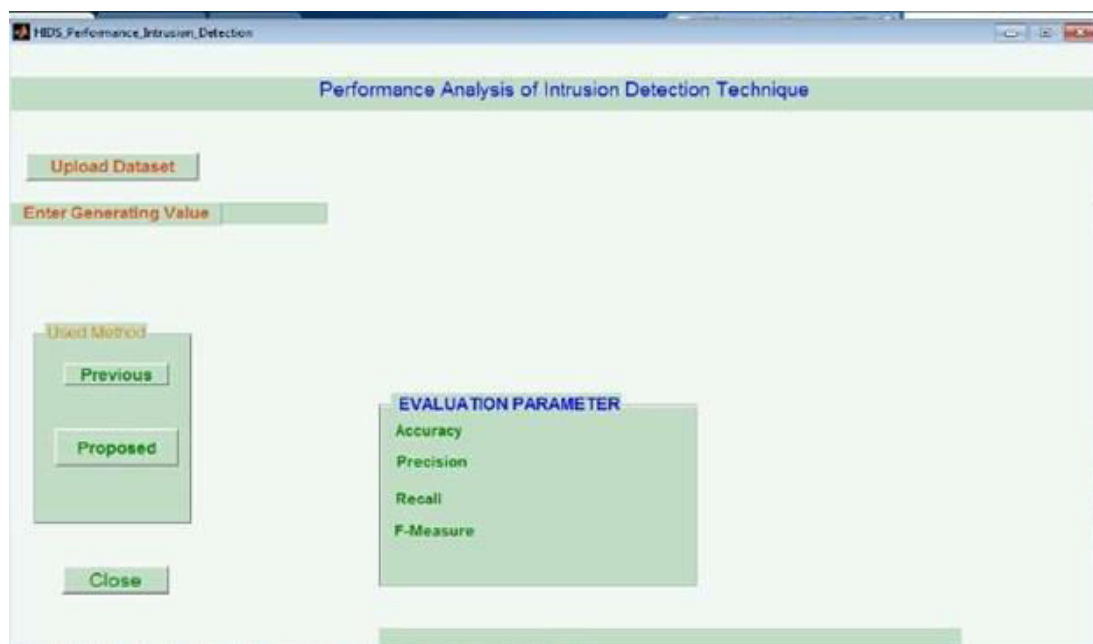 HIDS_Performance_Intrusion_Detection
Performance Analysis of Intrusion Detection Technique
Upload Dataset
Enter Generating Value
Used Method
Previous
Proposed
EVALUATION PARAMETER
Accuracy
Precision
Recall
F-Measure
Close